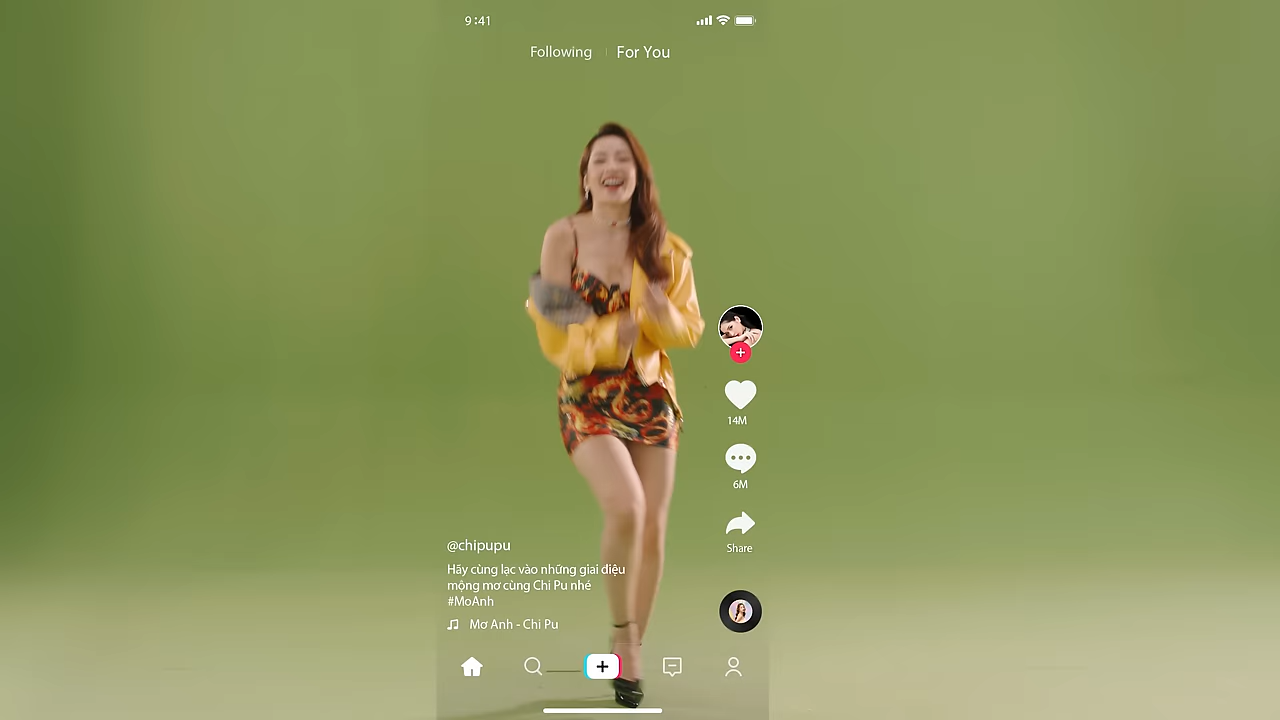 9:41
Following
For You
14M
6M
Share
@chipupu
Hãy cùng lạc vào những giai điệu
mộng mơ cùng Chi Pu nhé
#MoAnh
Mơ Anh - Chi Pu